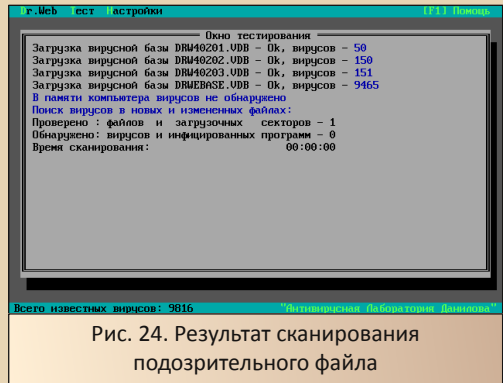 Dr.Web Тест Настройки [F1] Помощь
Окно тестирования
Загрузка вирусной базы DRW40201.VDB - Ok, вирусов - 50
Загрузка вирусной базы DRW40202.VDB - Ok, вирусов - 150
Загрузка вирусной базы DRW40203.VDB - Ok, вирусов - 151
Загрузка вирусной базы DRWEBASE.VDB - Ok, вирусов - 9465
В памяти компьютера вирусов не обнаружено
Поиск вирусов в новых и измененных файлах:
Проверено : файлов и загрузочных секторов - 1
Обнаружено: вирусов и инфицированных программ - 0
Время сканирования: 00:00:00
Всего известных вирусов: 9816 "Антивирусная Лаборатория Данилова"
Рис. 24. Результат сканирования
подозрительного файла